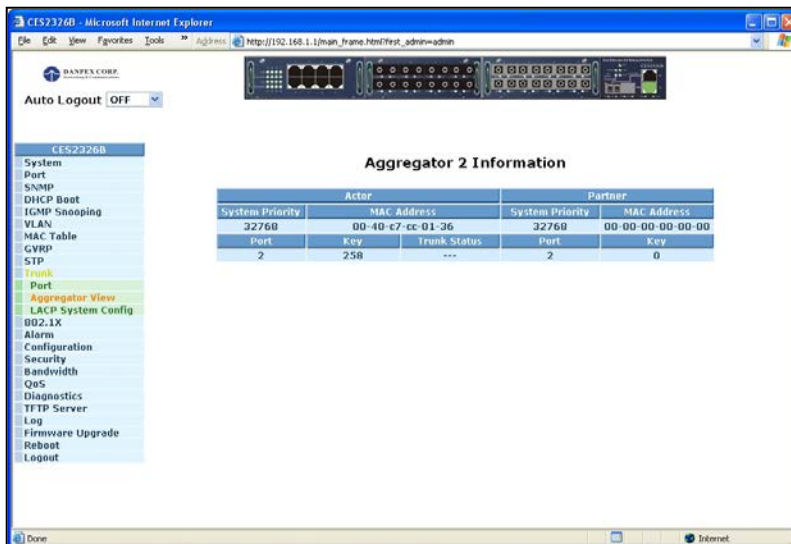 CES2326B - Microsoft Internet Explorer
File Edit View Favorites Tools » Address http://192.168.1.1/main_frame.html?first_admin=admin
DANPEX CORP.
Auto Logout OFF
CES2326B
System
Port
SNMP
DHCP Boot
IGMP Snooping
VLAN
MAC Table
GVRP
STP
Trunk
Port
Aggregator View
LACP System Config
802.1X
Alarm
Configuration
Security
Bandwidth
QoS
Diagnostics
TFTP Server
Log
Firmware Upgrade
Reboot
Logout
Aggregator 2 Information
Actor Partner
System Priority MAC Address System Priority MAC Address
32768 00-40-c7-cc-01-36 32768 00-00-00-00-00-00
Port Key Trunk Status Port Key
2 258 --- 2 0
Done Internet